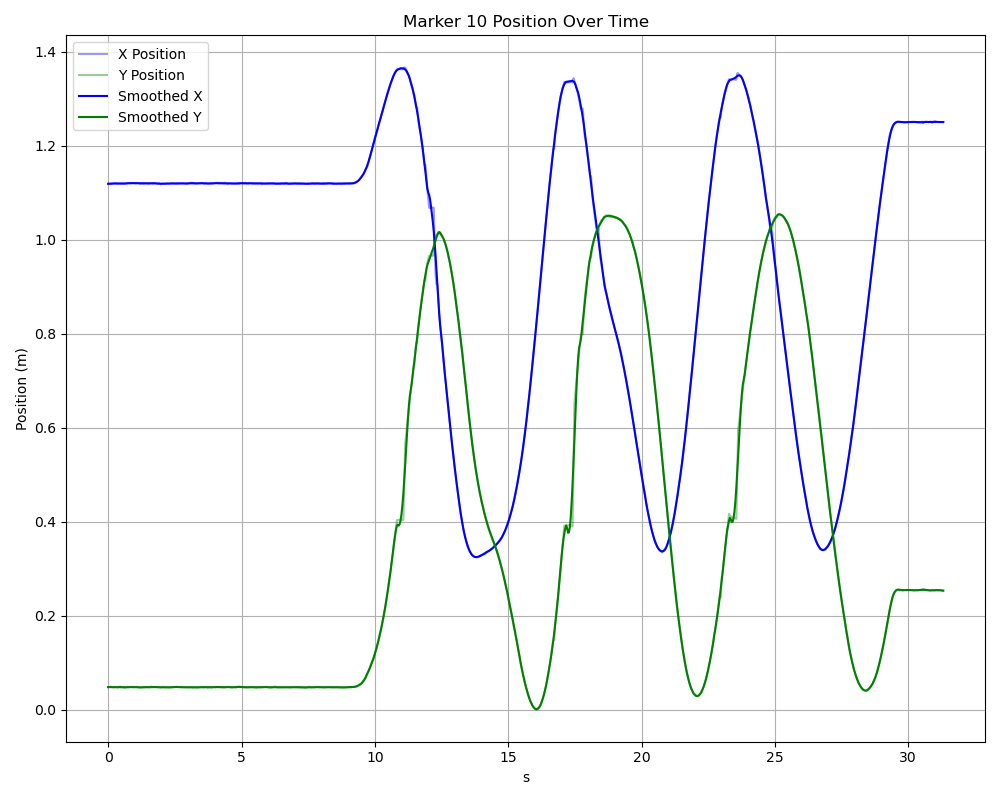 Marker 10 Position Over Time
X Position
Y Position
Smoothed X
Smoothed Y
Position (m)
1.4
1.2
1.0
0.8
0.6
0.4
0.2
0.0
0 5 10 15 20 25 30
s